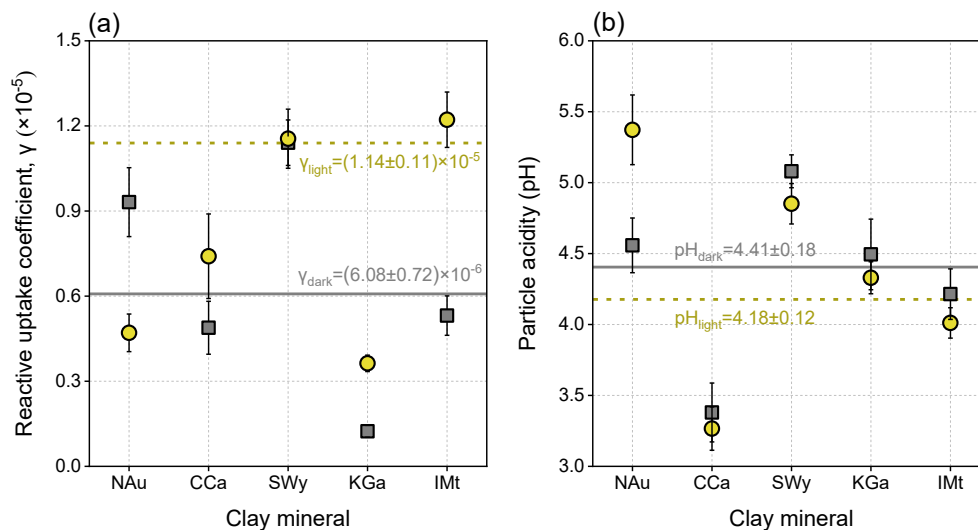 (a)
Reactive uptake coefficient, γ (×10⁻⁵)
1.5
1.2
0.9
0.6
0.3
0.0
γlight=(1.14±0.11)×10⁻⁵
γdark=(6.08±0.72)×10⁻⁶
NAu CCa SWy KGa IMt
Clay mineral
(b)
Particle acidity (pH)
6.0
5.5
5.0
4.5
4.0
3.5
3.0
pHdark=4.41±0.18
pHlight=4.18±0.12
NAu CCa SWy KGa IMt
Clay mineral